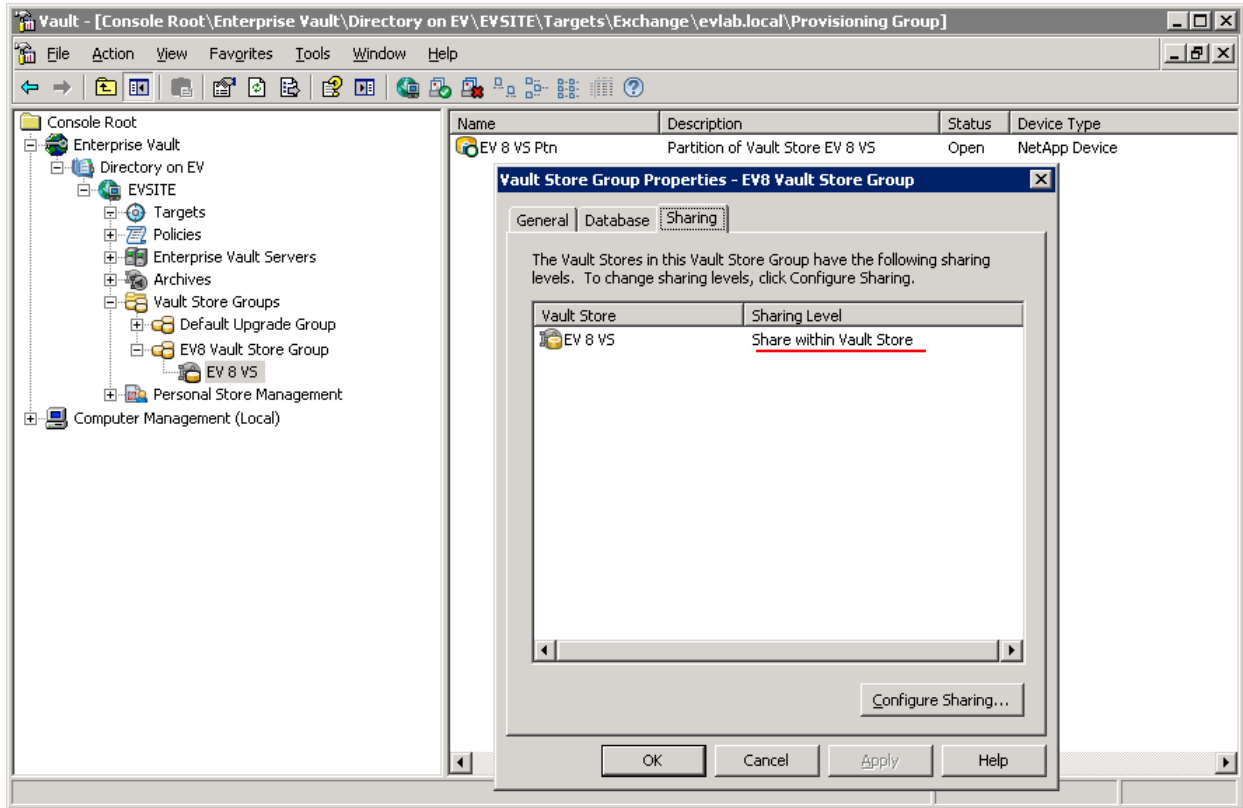 Vault - [Console Root\Enterprise Vault\Directory on EV\EVSITE\Targets\Exchange\evlab.local\Provisioning Group]
File Action View Favorites Tools Window Help
Console Root
Enterprise Vault
Directory on EV
EVSITE
Targets
Policies
Enterprise Vault Servers
Archives
Vault Store Groups
Default Upgrade Group
EV8 Vault Store Group
EV 8 VS
Personal Store Management
Computer Management (Local)
Name Description Status Device Type
EV 8 VS Ptn Partition of Vault Store EV 8 VS Open NetApp Device
Vault Store Group Properties - EV8 Vault Store Group
General Database Sharing
The Vault Stores in this Vault Store Group have the following sharing
levels. To change sharing levels, click Configure Sharing.
Vault Store Sharing Level
EV 8 VS Share within Vault Store
Configure Sharing...
OK Cancel Apply Help